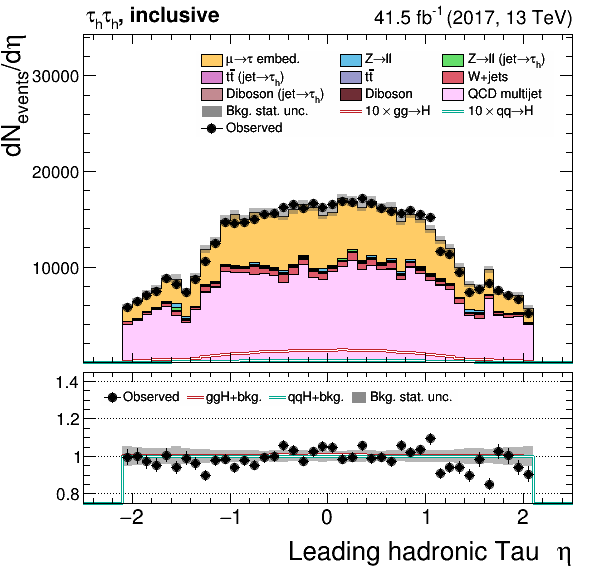 τhτh, inclusive 41.5 fb-1 (2017, 13 TeV)
dNevents/dη
μ→τ embed. Z→ll Z→ll (jet→τh)
tt̄ (jet→τh) tt̄ W+jets
Diboson (jet→τh) Diboson QCD multijet
Bkg. stat. unc. 10 × gg→H 10 × qq→H
Observed
30000
20000
10000
1.4
Observed ggH+bkg. qqH+bkg. Bkg. stat. unc.
1.2
1
0.8
−2 −1 0 1 2
Leading hadronic Tau η